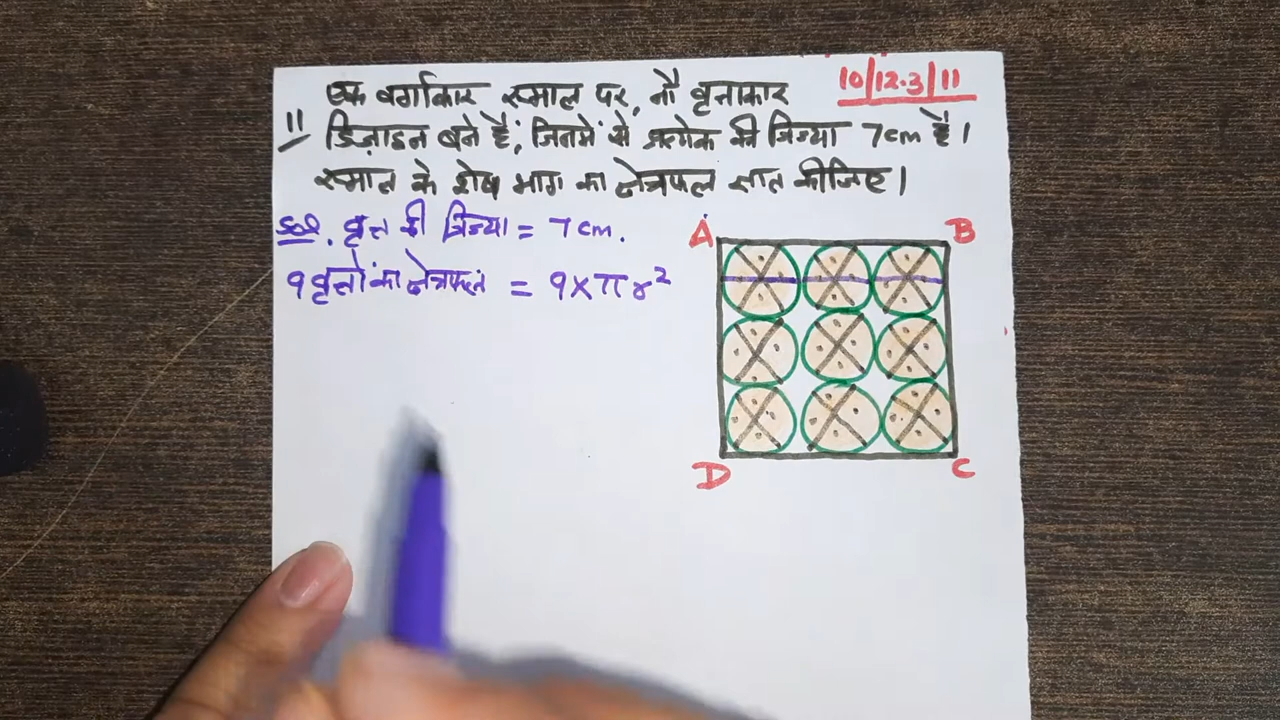 एक वर्गाकार रूमाल पर, नौ वृत्ताकार
10/12.3/11
11
डिज़ाइन बने हैं, जिनमें से प्रत्येक की त्रिज्या 7cm है।
रूमाल के शेष भाग का क्षेत्रफल ज्ञात कीजिए।
Sol. वृत्त की त्रिज्या = 7cm.
9 वृत्तों का क्षेत्रफल = 9×πr²
A B
D C